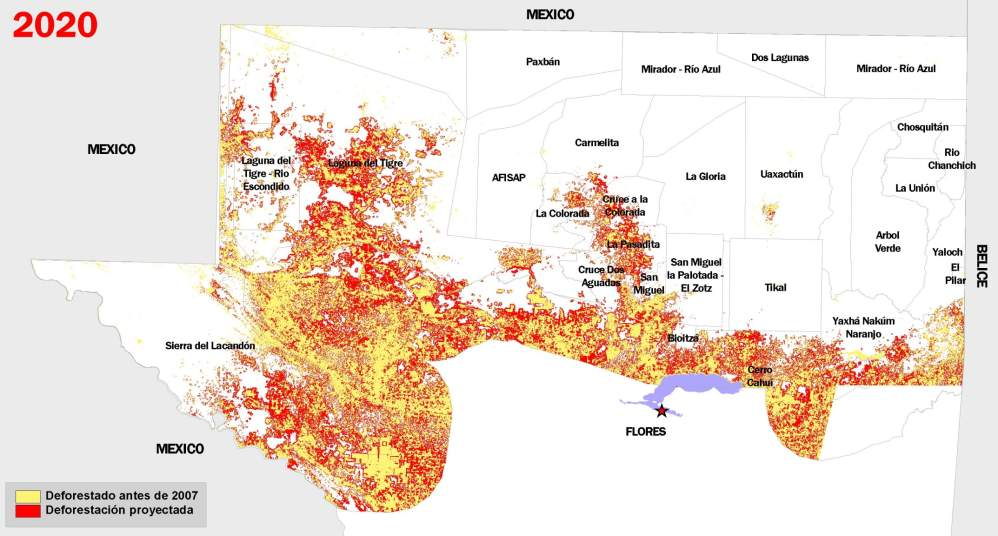 2020
MEXICO
Paxbán
Mirador - Río Azul
Dos Lagunas
Mirador - Río Azul
MEXICO
Laguna del
Tigre - Rio
Escondido
Laguna del Tigre
AFISAP
Carmelita
La Gloria
Uaxactún
Chosquitán
Rio
Chanchich
La Unión
La Colorada
Cruce a la
Colorada
La Pasadita
Cruce Dos
Aguadas
San
Miguel
San Miguel
la Palotada -
El Zotz
Tikal
Arbol
Verde
Yaloch
El
Pilar
BELICE
Yaxhá Nakúm
Naranjo
Sierra del Lacandón
Bioitzá
Cerro
Cahuí
FLORES
MEXICO
Deforestado antes de 2007
Deforestación proyectada